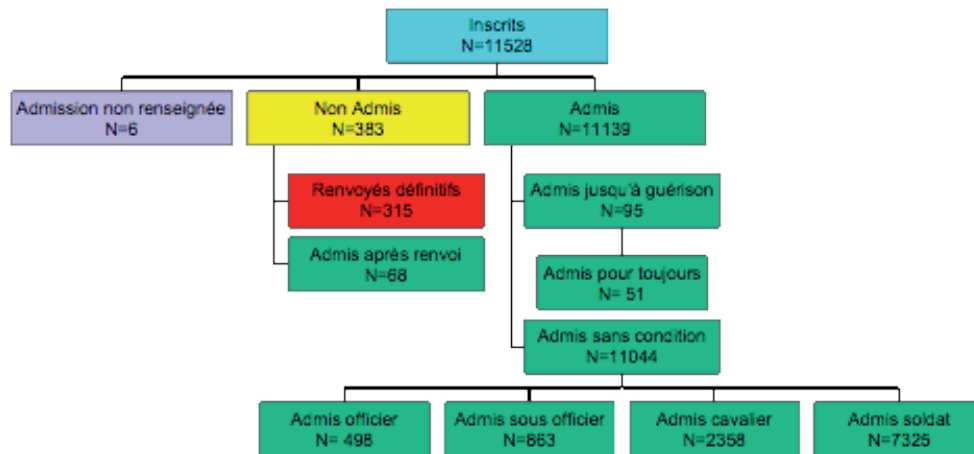 Inscrits
N=11528
Admission non renseignée
N=6
Non Admis
N=383
Admis
N=11139
Renvoyés définitifs
N=315
Admis après renvoi
N=68
Admis jusqu'à guérison
N=95
Admis pour toujours
N= 51
Admis sans condition
N=11044
Admis officier
N= 498
Admis sous officier
N=863
Admis cavalier
N=2358
Admis soldat
N=7325